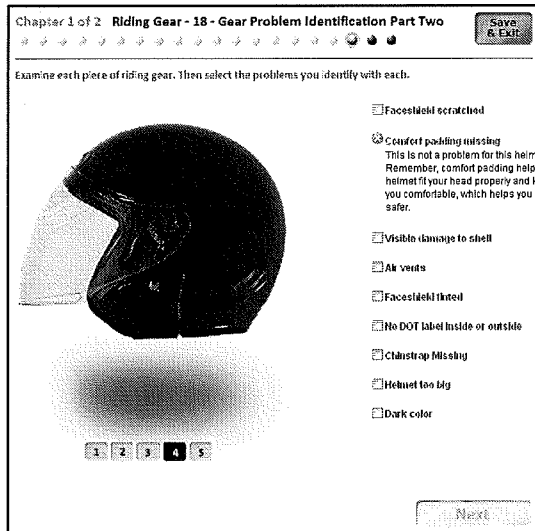 Chapter 1 of 2 Riding Gear - 18 - Gear Problem Identification Part Two
Save
& Exit
Examine each piece of riding gear. Then select the problems you identify with each.
Faceshield scratched
Comfort padding missing
This is not a problem for this helm
Remember, comfort padding help
helmet fit your head properly and k
you comfortable, which helps you
safer.
Visible damage to shell
Air vents
Faceshield tinted
No DOT label inside or outside
Chinstrap Missing
Helmet too big
Dark color
1 2 3 4 5
Next